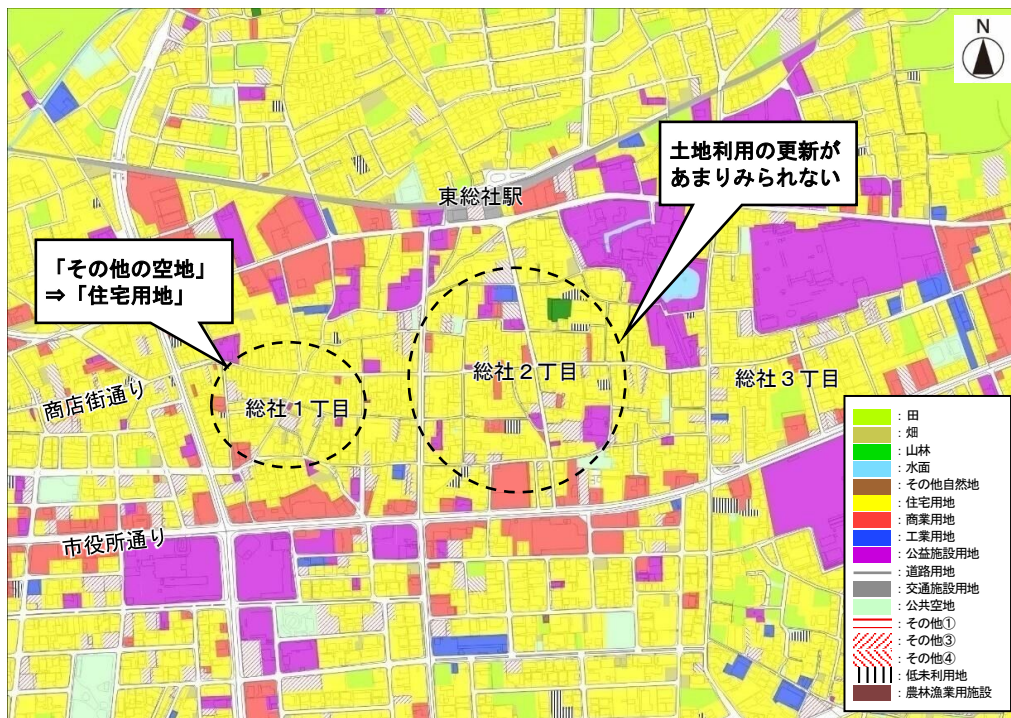 N
土地利用の更新が
あまりみられない
東総社駅
「その他の空地」
⇒「住宅用地」
商店街通り
総社1丁目
総社2丁目
総社3丁目
市役所通り
：田
：畑
：山林
：水面
：その他自然地
：住宅用地
：商業用地
：工業用地
：公益施設用地
：道路用地
：交通施設用地
：公共空地
：その他①
：その他③
：その他④
：低未利用地
：農林漁業用施設